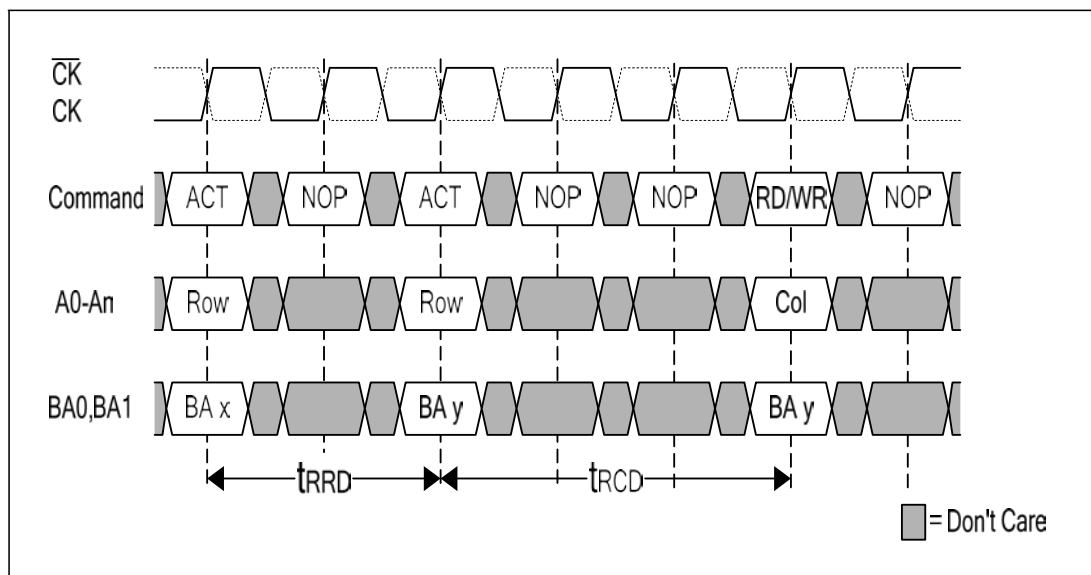 C̅K̅
CK
Command ACT NOP ACT NOP NOP RD/WR NOP
A0-An Row Row Col
BA0,BA1 BA x BA y BA y
tRRD tRCD
= Don't Care